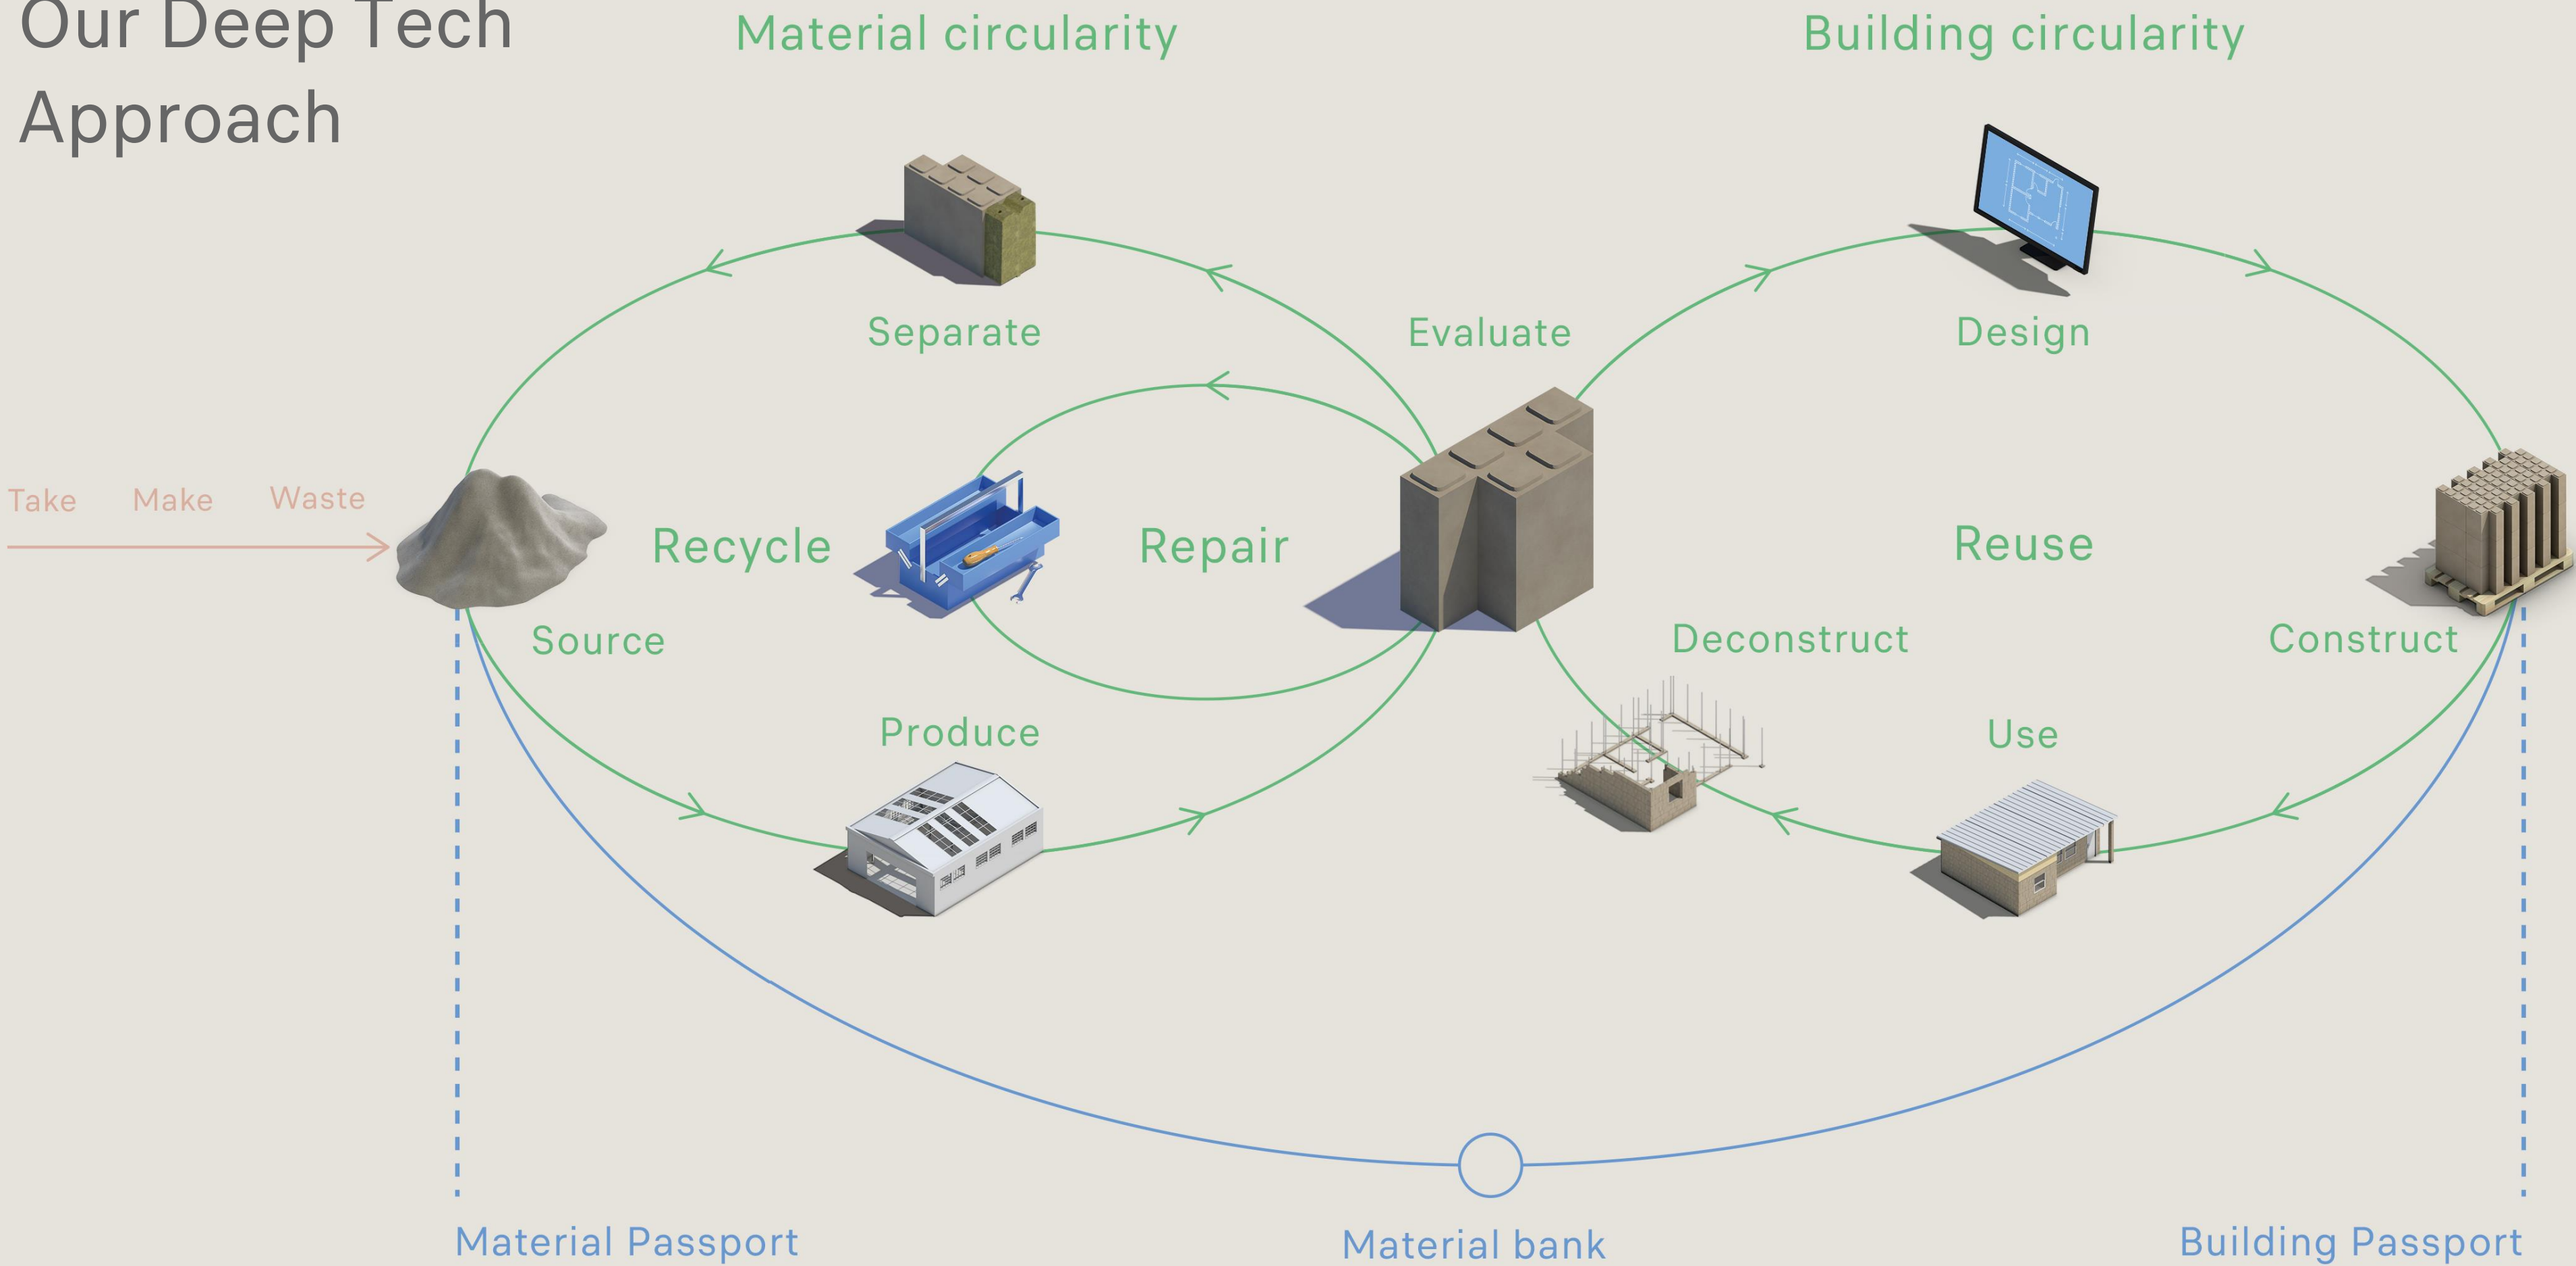 Our Deep Tech
Approach
Material circularity
Building circularity
Separate
Evaluate
Design
Take Make Waste
Recycle
Repair
Reuse
Source
Deconstruct
Construct
Produce
Use
Material Passport
Material bank
Building Passport